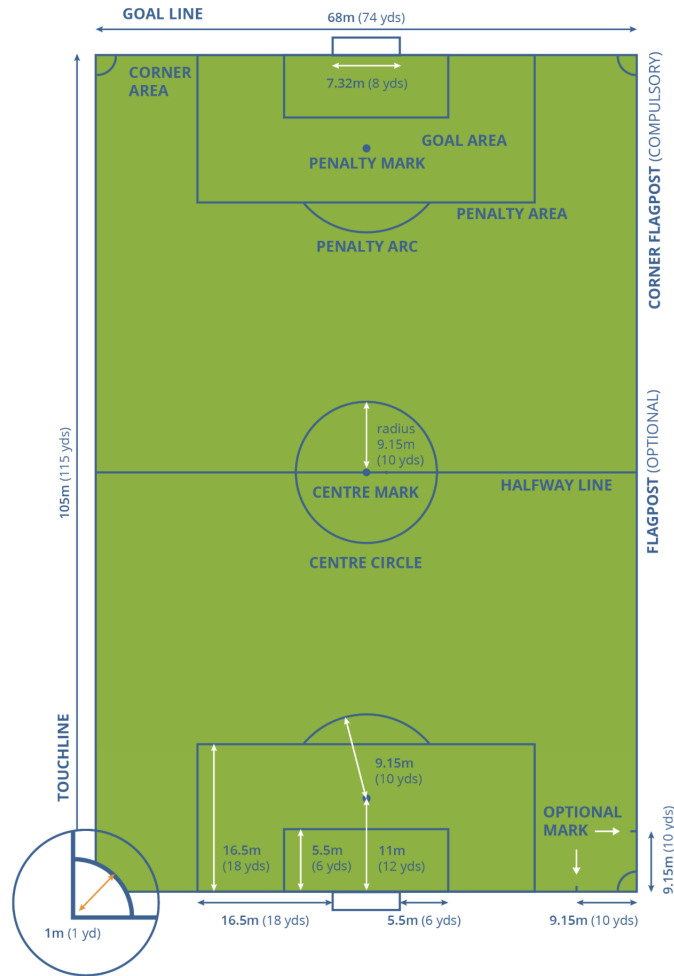 GOAL LINE
68m (74 yds)
CORNER
AREA
7.32m (8 yds)
GOAL AREA
PENALTY MARK
PENALTY AREA
PENALTY ARC
CORNER FLAGPOST (COMPULSORY)
radius
9.15m
(10 yds)
CENTRE MARK
HALFWAY LINE
CENTRE CIRCLE
FLAGPOST (OPTIONAL)
105m (115 yds)
TOUCHLINE
9.15m
(10 yds)
OPTIONAL
MARK
16.5m
(18 yds)
5.5m
(6 yds)
11m
(12 yds)
9.15m (10 yds)
16.5m (18 yds)
5.5m (6 yds)
9.15m (10 yds)
1m (1 yd)